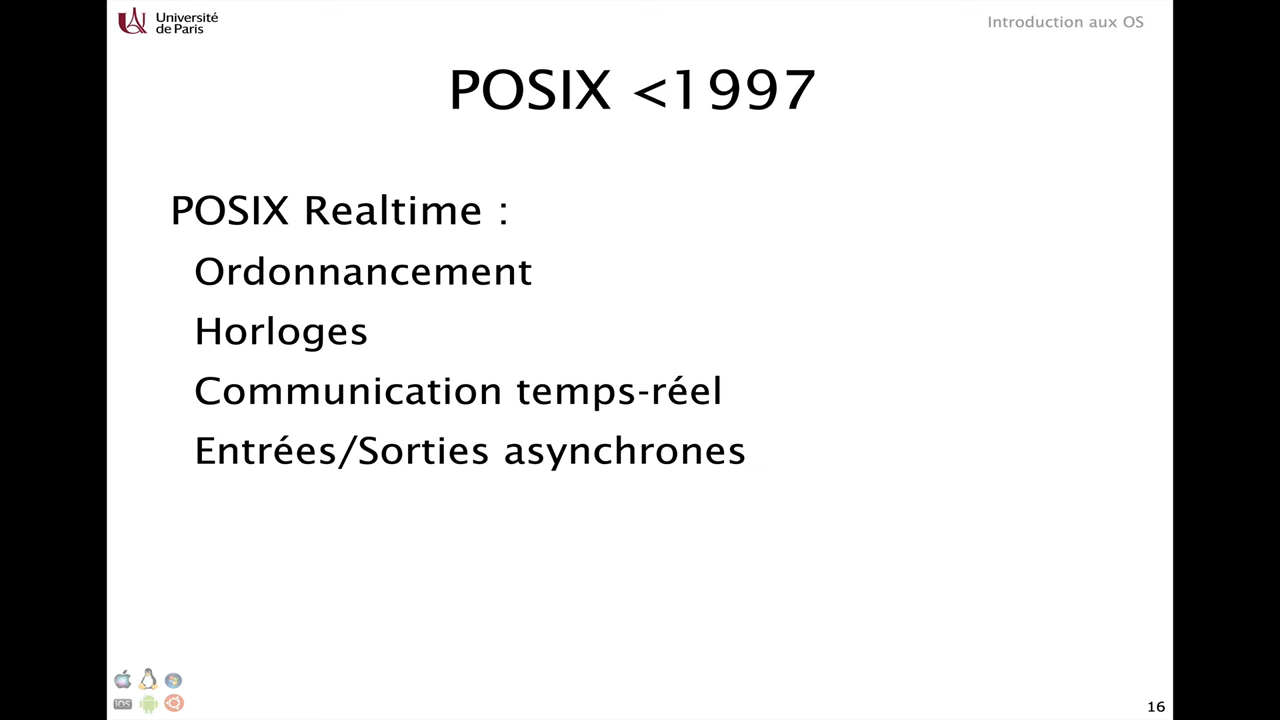 Université
de Paris
Introduction aux OS
POSIX <1997
POSIX Realtime :
Ordonnancement
Horloges
Communication temps-réel
Entrées/Sorties asynchrones
iOS
16